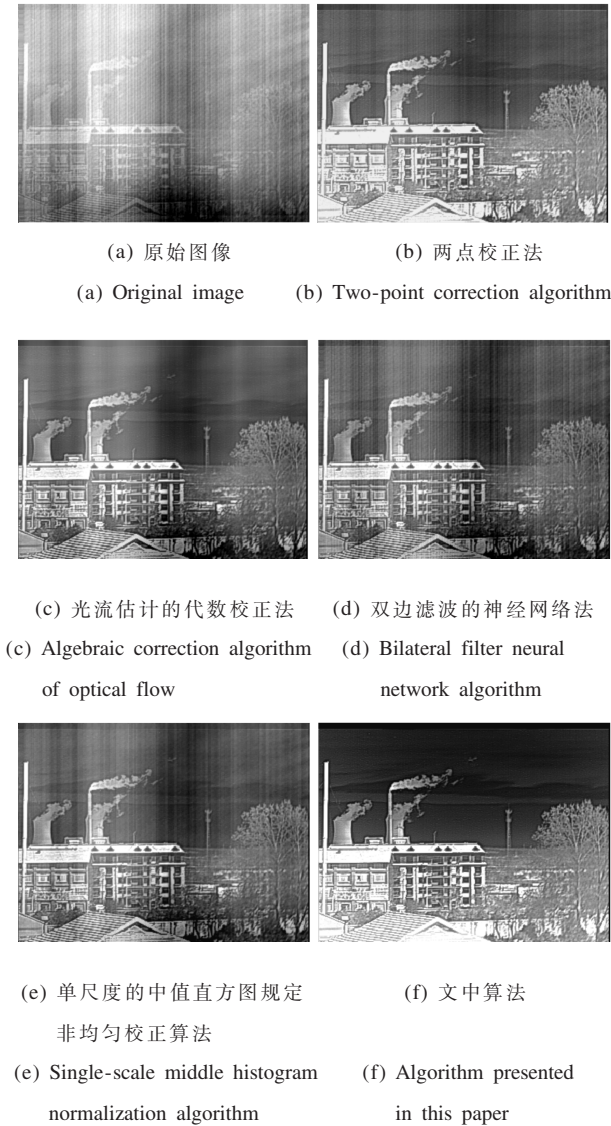 (a) 原始图像
(b) 两点校正法
(a) Original image
(b) Two-point correction algorithm
(c) 光流估计的代数校正法
(d) 双边滤波的神经网络法
(c) Algebraic correction algorithm
of optical flow
(d) Bilateral filter neural
network algorithm
(e) 单尺度的中值直方图规定
非均匀校正算法
(f) 文中算法
(e) Single-scale middle histogram
normalization algorithm
(f) Algorithm presented
in this paper